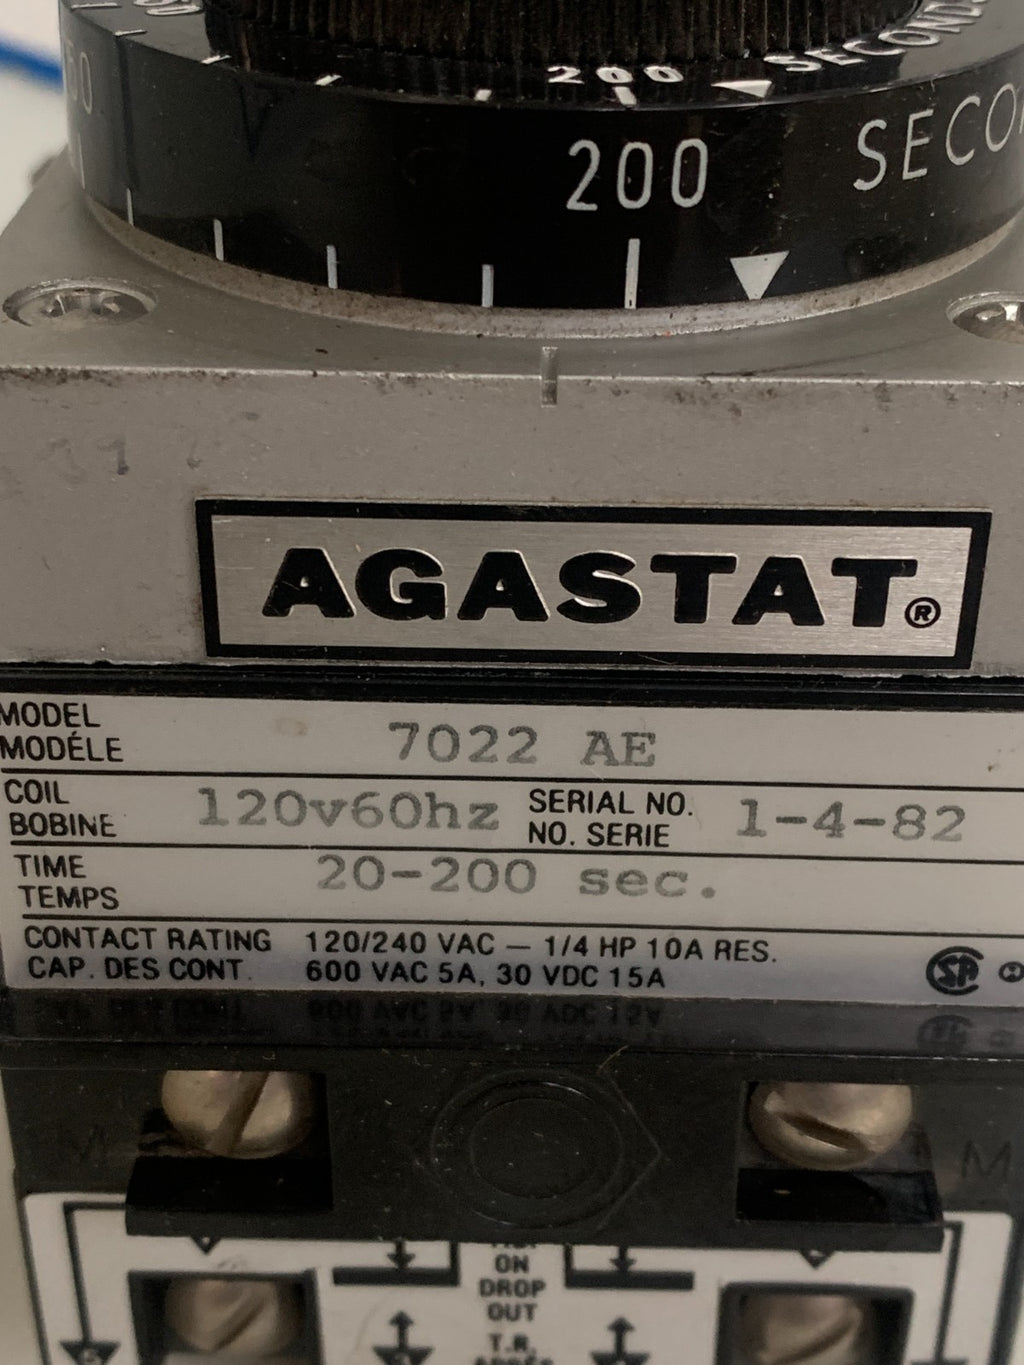 200
SECOND
200
AGASTAT®
MODEL 7022 AE
MODÉLE
COIL 120v60hz SERIAL NO. 1-4-82
BOBINE NO. SERIE
TIME 20-200 sec.
TEMPS
CONTACT RATING 120/240 VAC — 1/4 HP 10A RES.
CAP. DES CONT. 600 VAC 5A, 30 VDC 15A
M M
ON
DROP
OUT
T.R.